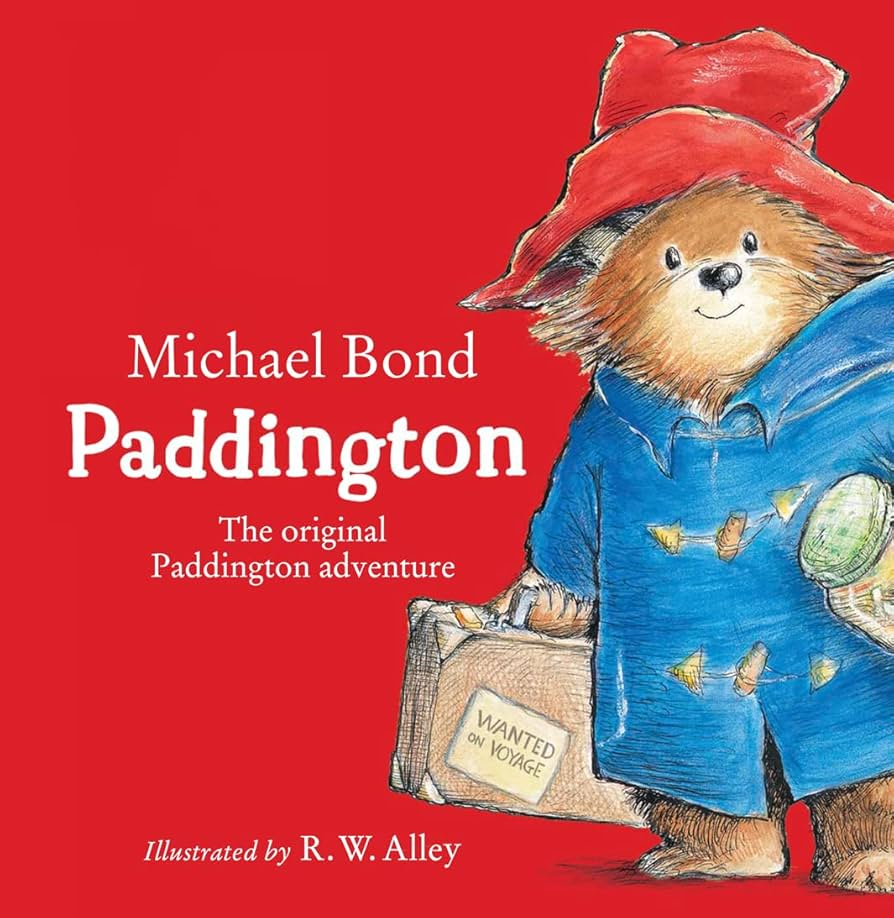 Michael Bond
Paddington
The original
Paddington adventure
WANTED
ON VOYAGE
Illustrated by R. W. Alley